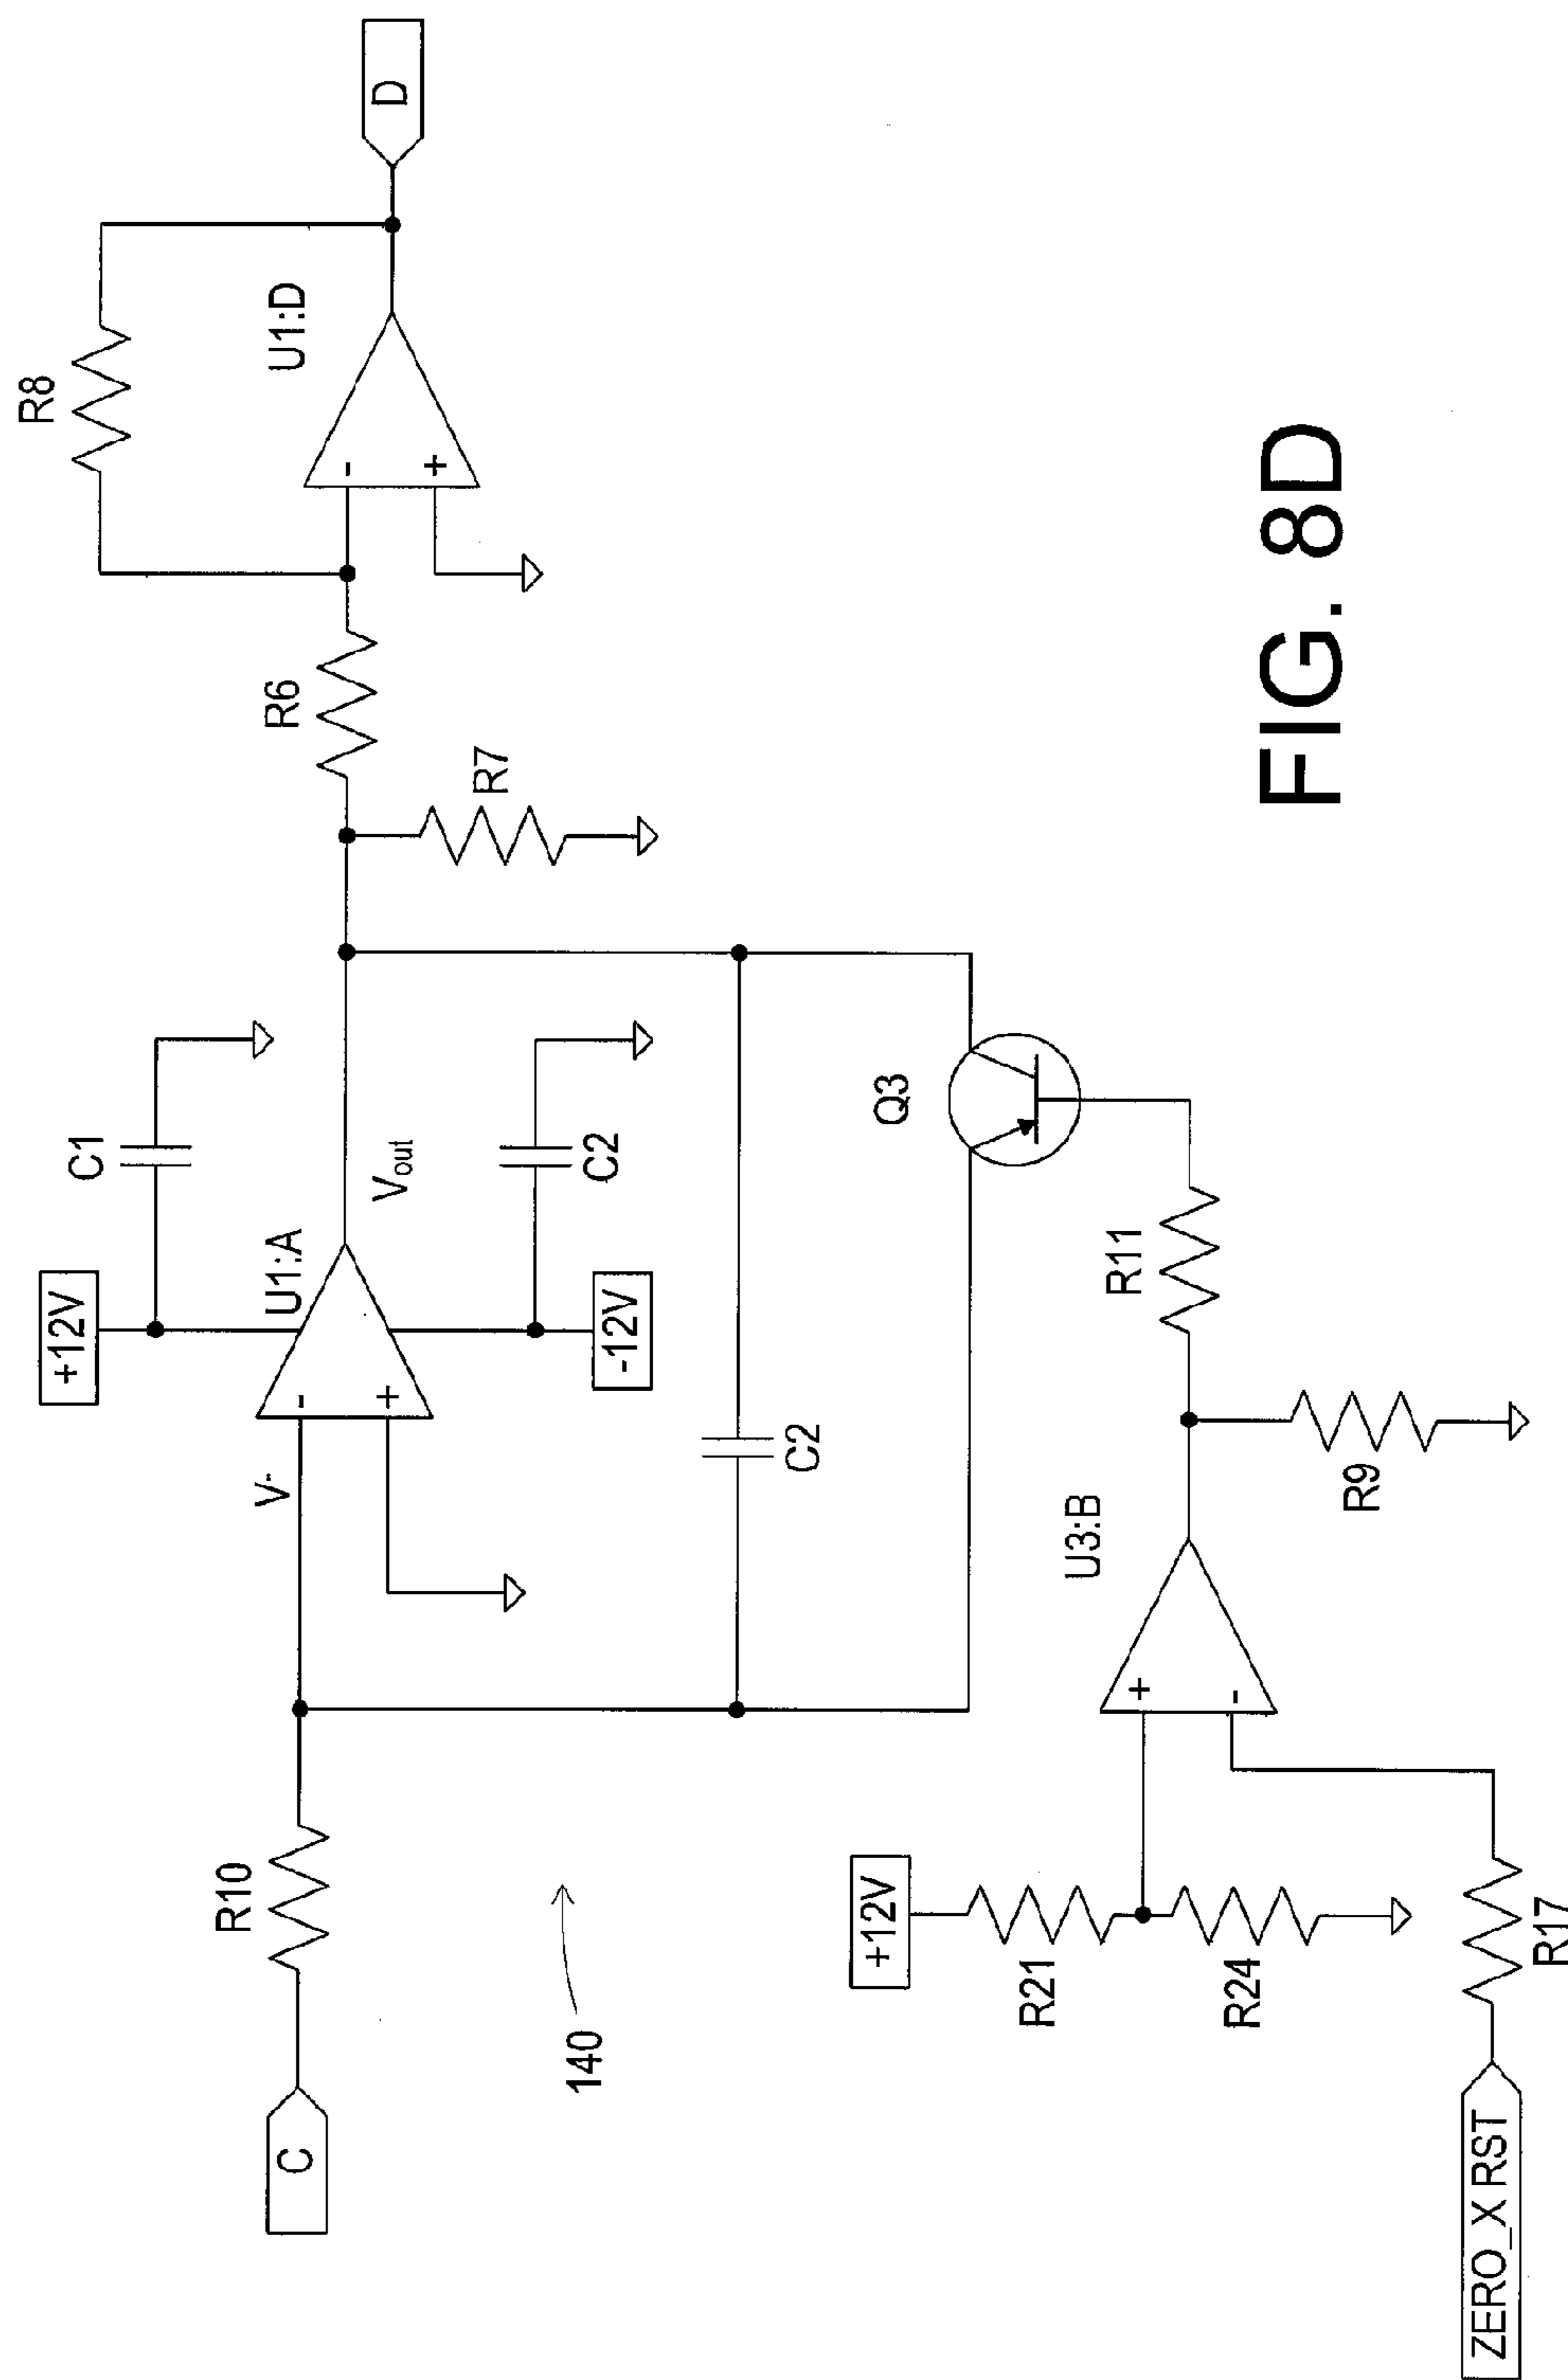 R8
D
U1:D
-
+
R6
R7
C1
+12V
U1:A
Vout
C2
-12V
V-
-
+
C2
Q3
R10
C
140
R11
U3:B
R9
+
-
+12V
R21
R24
R17
ZERO_X RST
FIG. 8D